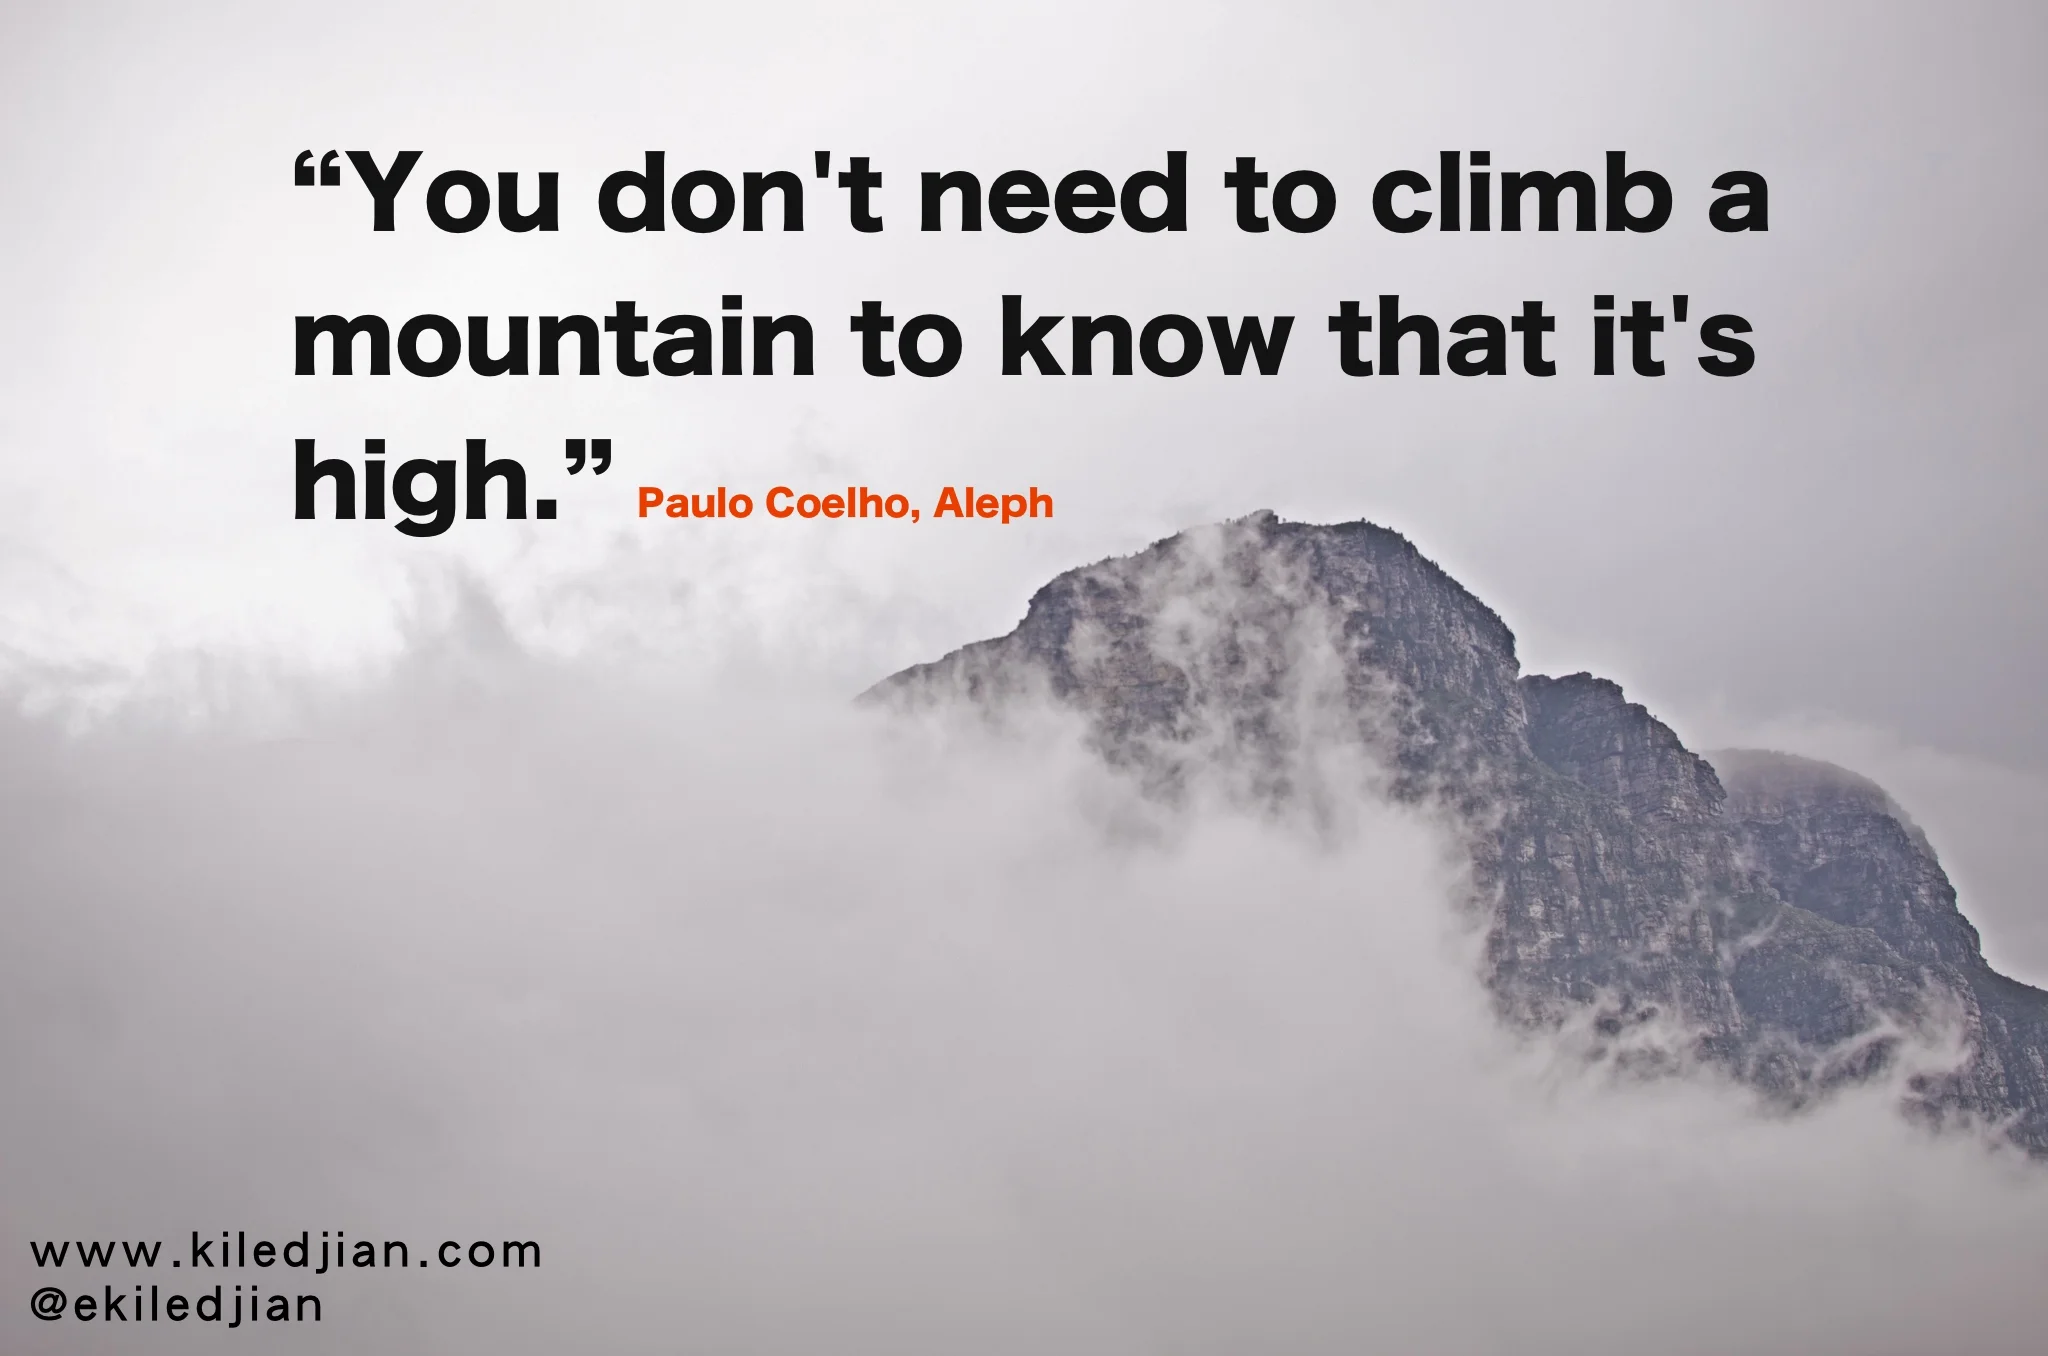 “You don't need to climb a
mountain to know that it's
high.” Paulo Coelho, Aleph
www.kiledjian.com
@ekiledjian